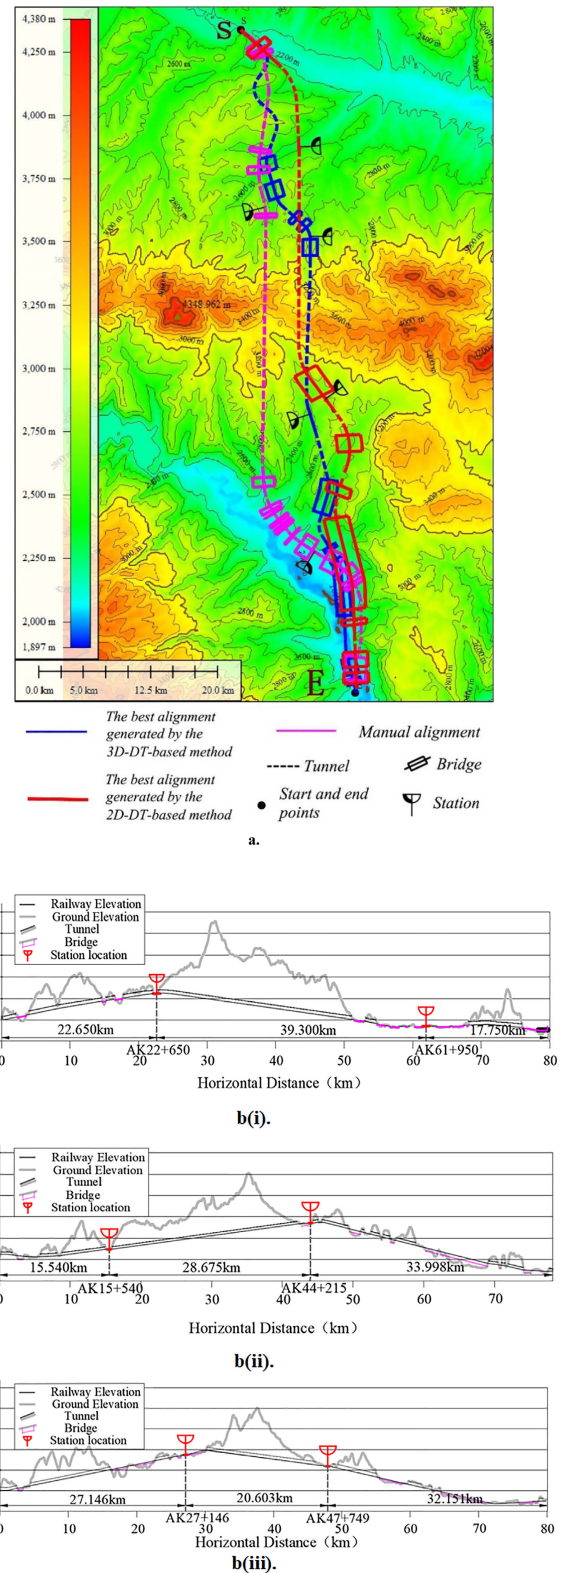 4,380 m
4,250 m
4,000 m
3,750 m
3,500 m
3,250 m
3,000 m
2,750 m
2,500 m
2,250 m
2,000 m
1,897 m
S
S
2200 m
2400 m
2600 m
2800 m
4348.962 m
3000 m
4000 m
E
E
0.0 km 5.0 km 12.5 km 20.0 km
The best alignment
generated by the
3D-DT-based method
Manual alignment
Tunnel
Bridge
The best alignment
generated by the
2D-DT-based method
Start and end
points
Station
a.
Railway Elevation
Ground Elevation
Tunnel
Bridge
Station location
22.650km 39.300km 17.750km
AK22+650 AK61+950
0 10 20 30 40 50 60 70 80
Horizontal Distance（km）
b(i).
Railway Elevation
Ground Elevation
Tunnel
Bridge
Station location
15.540km 28.675km 33.998km
AK15+540 AK44+215
0 10 20 30 40 50 60 70
Horizontal Distance（km）
b(ii).
Railway Elevation
Ground Elevation
Tunnel
Bridge
Station location
27.146km 20.603km 32.151km
AK27+146 AK47+749
0 10 20 30 40 50 60 70 80
Horizontal Distance（km）
b(iii).